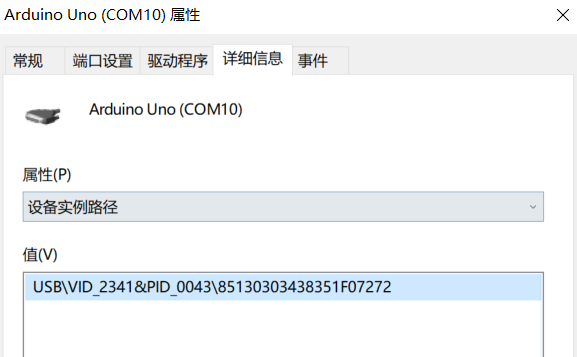 Arduino Uno (COM10) 属性
常规 端口设置 驱动程序 详细信息 事件
Arduino Uno (COM10)
属性(P)
设备实例路径
值(V)
USB\VID_2341&PID_0043\85130303438351F07272